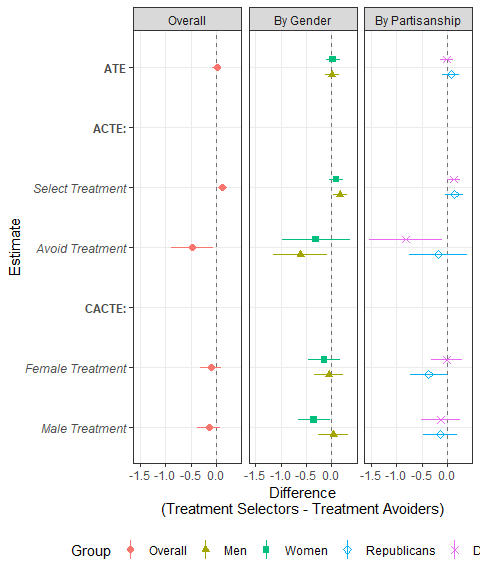 Overall By Gender By Partisanship
ATE
ACTE:
Select Treatment
Avoid Treatment
CACTE:
Female Treatment
Male Treatment
Estimate
-1.5 -1.0 -0.5 0.0 -1.5 -1.0 -0.5 0.0 -1.5 -1.0 -0.5 0.0
Difference
(Treatment Selectors - Treatment Avoiders)
Group Overall Men Women Republicans D